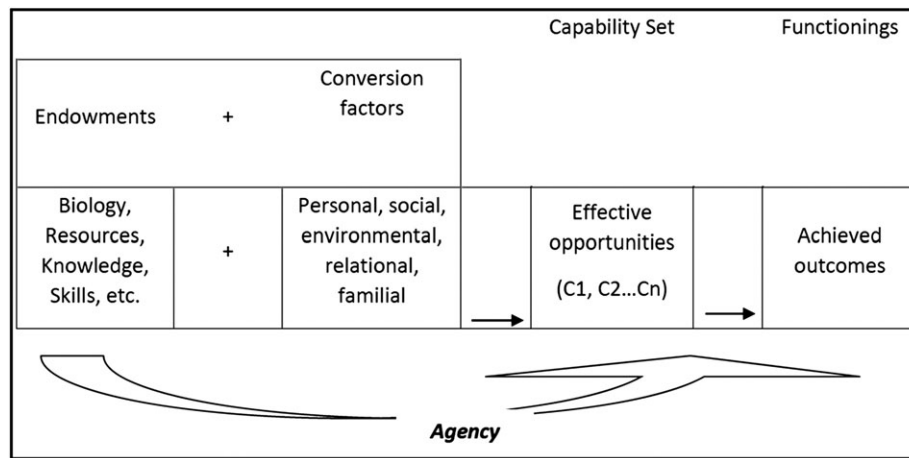 Capability Set
Functionings
Endowments
+
Conversion
factors
Biology,
Resources,
Knowledge,
Skills, etc.
+
Personal, social,
environmental,
relational,
familial
Effective
opportunities
(C1, C2...Cn)
Achieved
outcomes
Agency